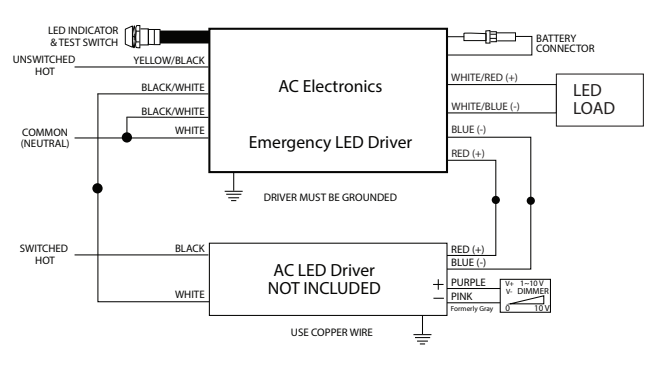 LED INDICATOR
& TEST SWITCH
BATTERY
CONNECTOR
UNSWITCHED
HOT
YELLOW/BLACK
BLACK/WHITE
BLACK/WHITE
COMMON
(NEUTRAL)
WHITE
AC Electronics
Emergency LED Driver
WHITE/RED (+)
WHITE/BLUE (-)
LED
LOAD
BLUE (-)
RED (+)
DRIVER MUST BE GROUNDED
SWITCHED
HOT
BLACK
WHITE
AC LED Driver
NOT INCLUDED
RED (+)
BLUE (-)
+ PURPLE
– PINK
Formerly Gray
V+ 1~10 V
V- DIMMER
0 10 V
USE COPPER WIRE